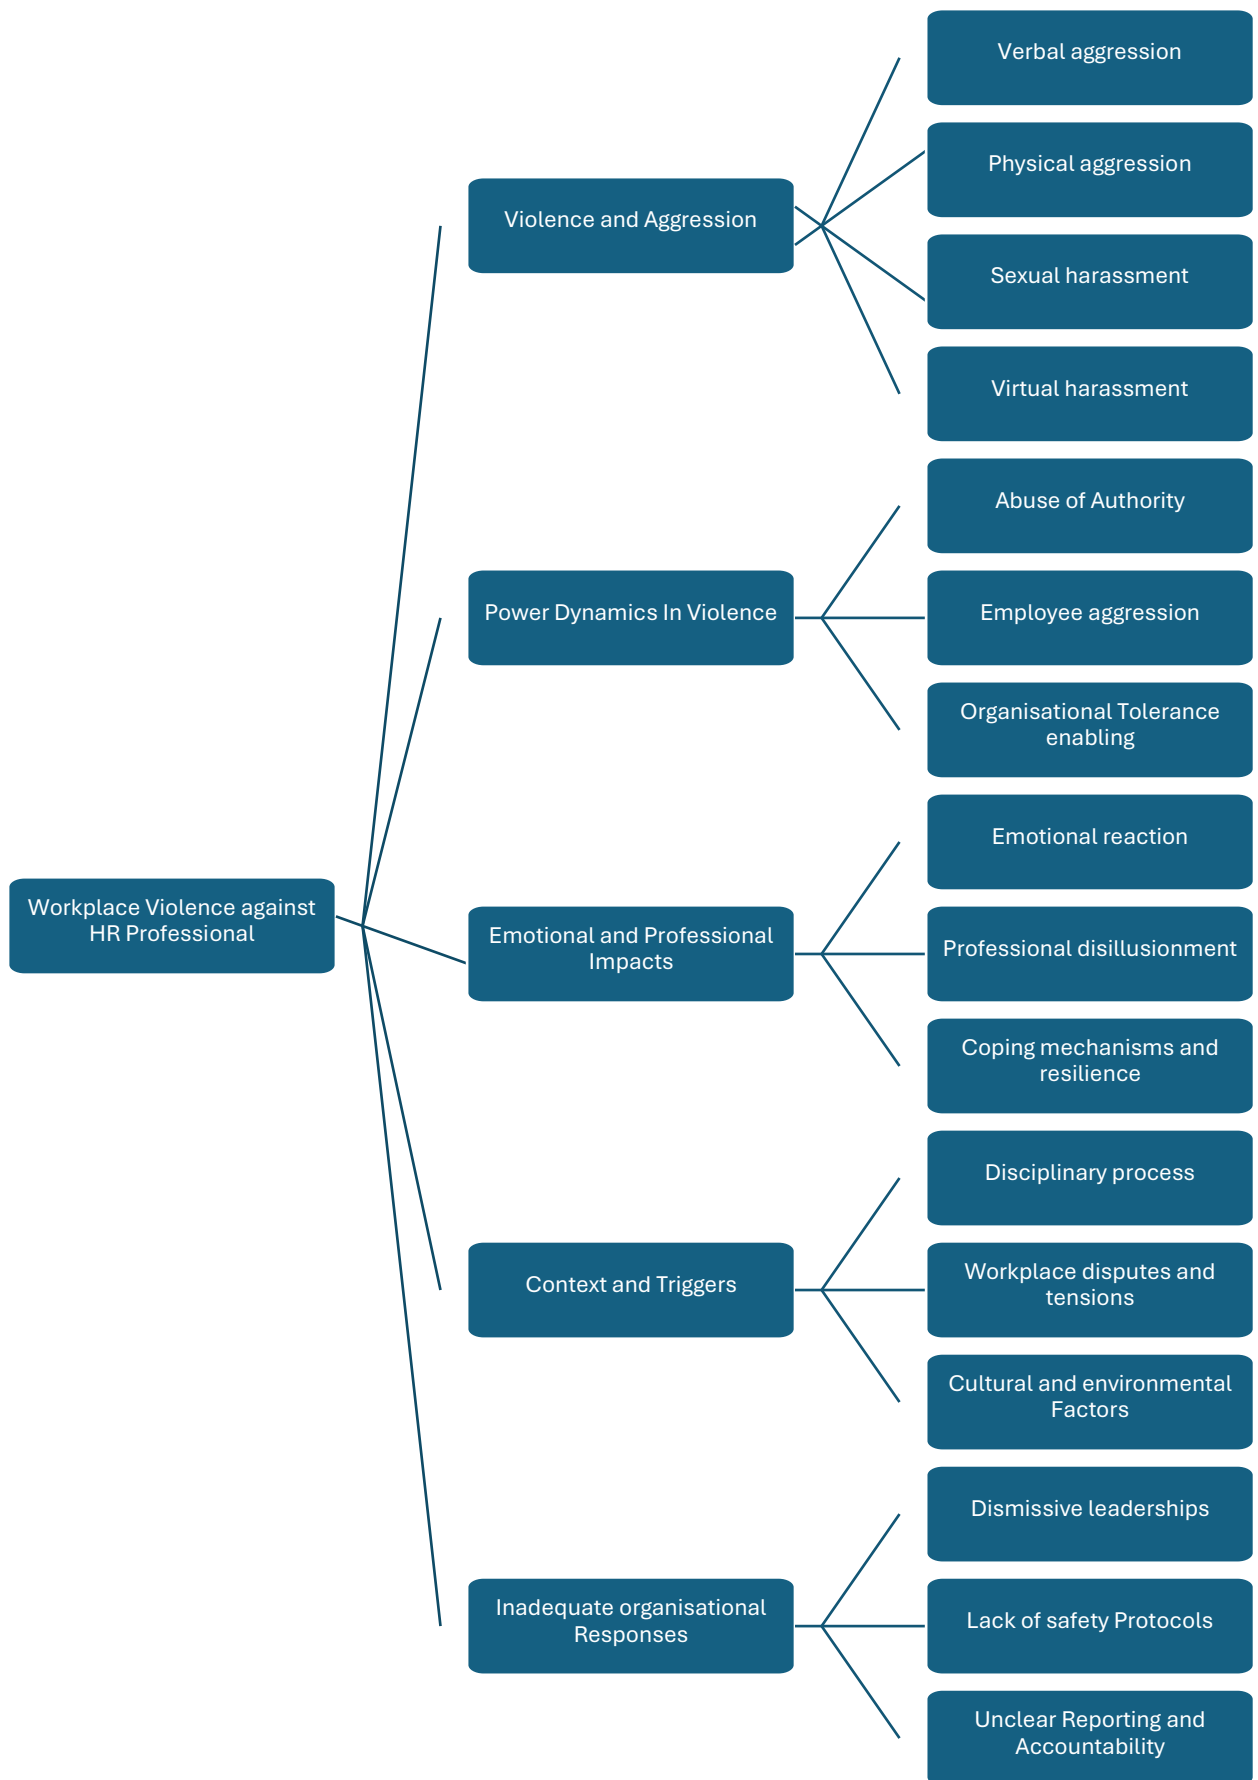 Workplace Violence against
HR Professional
Violence and Aggression
Verbal aggression
Physical aggression
Sexual harassment
Virtual harassment
Power Dynamics In Violence
Abuse of Authority
Employee aggression
Organisational Tolerance
enabling
Emotional and Professional
Impacts
Emotional reaction
Professional disillusionment
Coping mechanisms and
resilience
Context and Triggers
Disciplinary process
Workplace disputes and
tensions
Cultural and environmental
Factors
Inadequate organisational
Responses
Dismissive leaderships
Lack of safety Protocols
Unclear Reporting and
Accountability